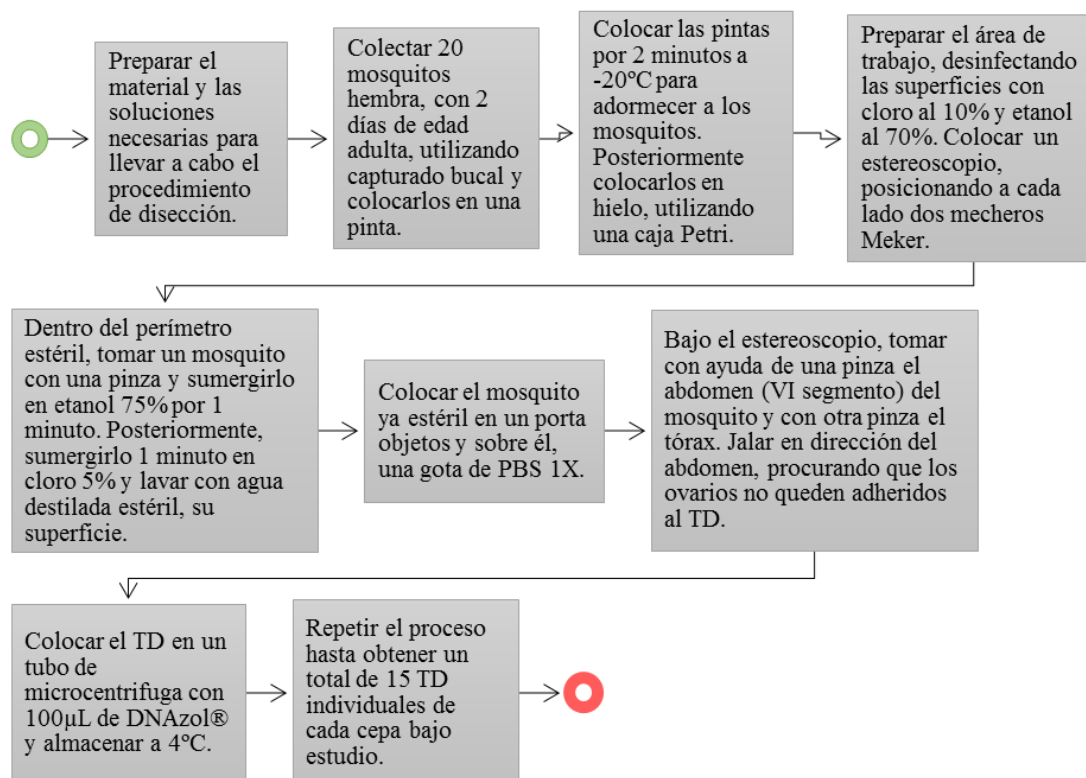 Preparar el
material y las
soluciones
necesarias para
llevar a cabo el
procedimiento
de disección.
Colectar 20
mosquitos
hembra, con 2
días de edad
adulta, utilizando
capturado bucal y
colocarlos en una
pinta.
Colocar las pintas
por 2 minutos a
-20ºC para
adormecer a los
mosquitos.
Posteriormente
colocarlos en
hielo, utilizando
una caja Petri.
Preparar el área de
trabajo, desinfectando
las superficies con
cloro al 10% y etanol
al 70%. Colocar un
estereoscopio,
posicionando a cada
lado dos mecheros
Meker.
Dentro del perímetro
estéril, tomar un mosquito
con una pinza y sumergirlo
en etanol 75% por 1
minuto. Posteriormente,
sumergirlo 1 minuto en
cloro 5% y lavar con agua
destilada estéril, su
superficie.
Colocar el mosquito
ya estéril en un porta
objetos y sobre él,
una gota de PBS 1X.
Bajo el estereoscopio, tomar
con ayuda de una pinza el
abdomen (VI segmento) del
mosquito y con otra pinza el
tórax. Jalar en dirección del
abdomen, procurando que los
ovarios no queden adheridos
al TD.
Colocar el TD en un
tubo de
microcentrifuga con
100µL de DNAzol®
y almacenar a 4ºC.
Repetir el proceso
hasta obtener un
total de 15 TD
individuales de
cada cepa bajo
estudio.